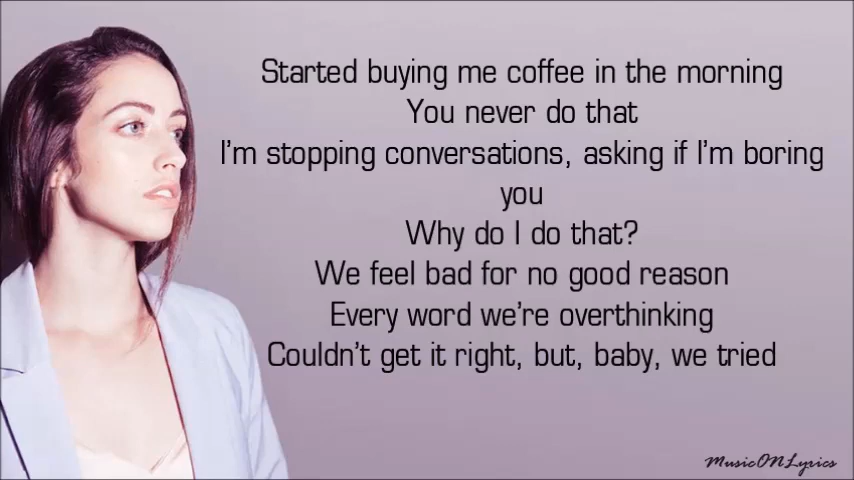 Started buying me coffee in the morning
You never do that
I'm stopping conversations, asking if I'm boring
you
Why do I do that?
We feel bad for no good reason
Every word we're overthinking
Couldn't get it right, but, baby, we tried
MusicONLyrics